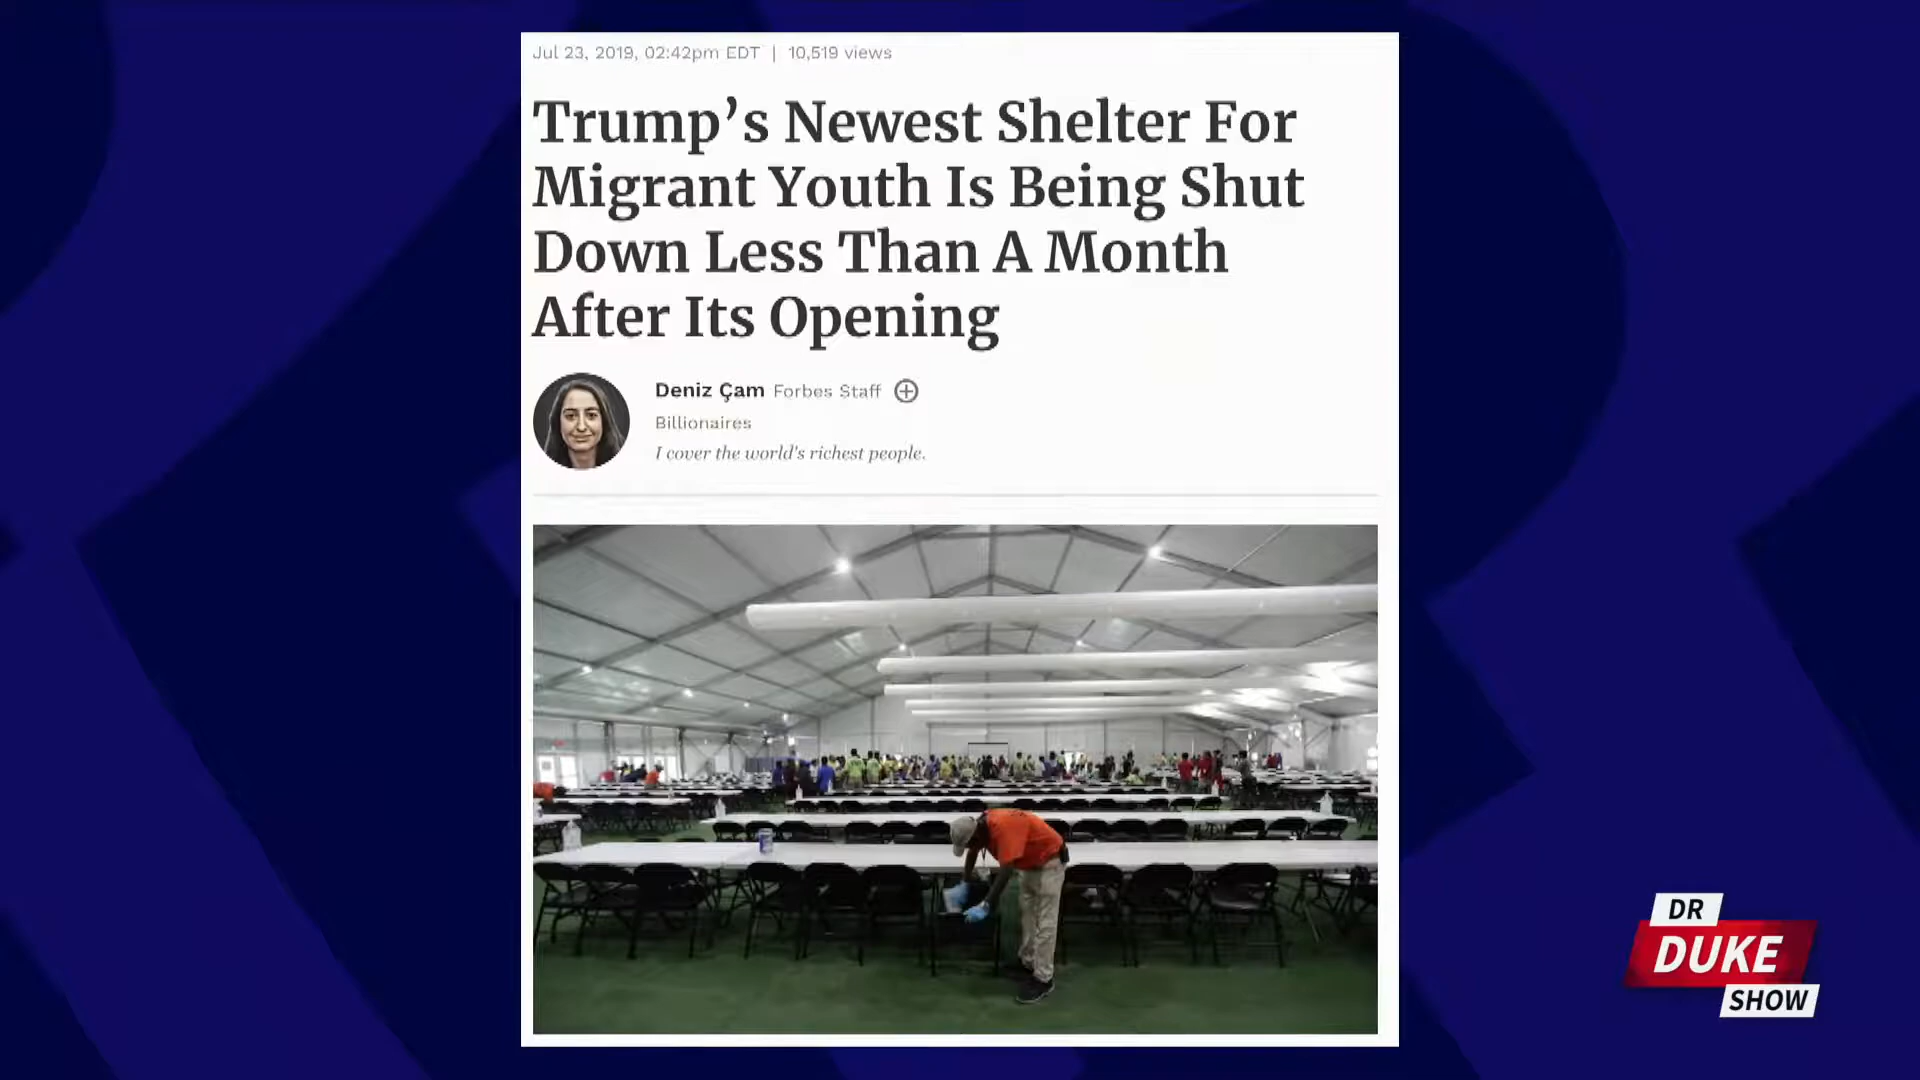 Jul 23, 2019, 02:42pm EDT | 10,519 views
Trump’s Newest Shelter For
Migrant Youth Is Being Shut
Down Less Than A Month
After Its Opening
Deniz Çam Forbes Staff
Billionaires
I cover the world's richest people.
DR
DUKE
SHOW